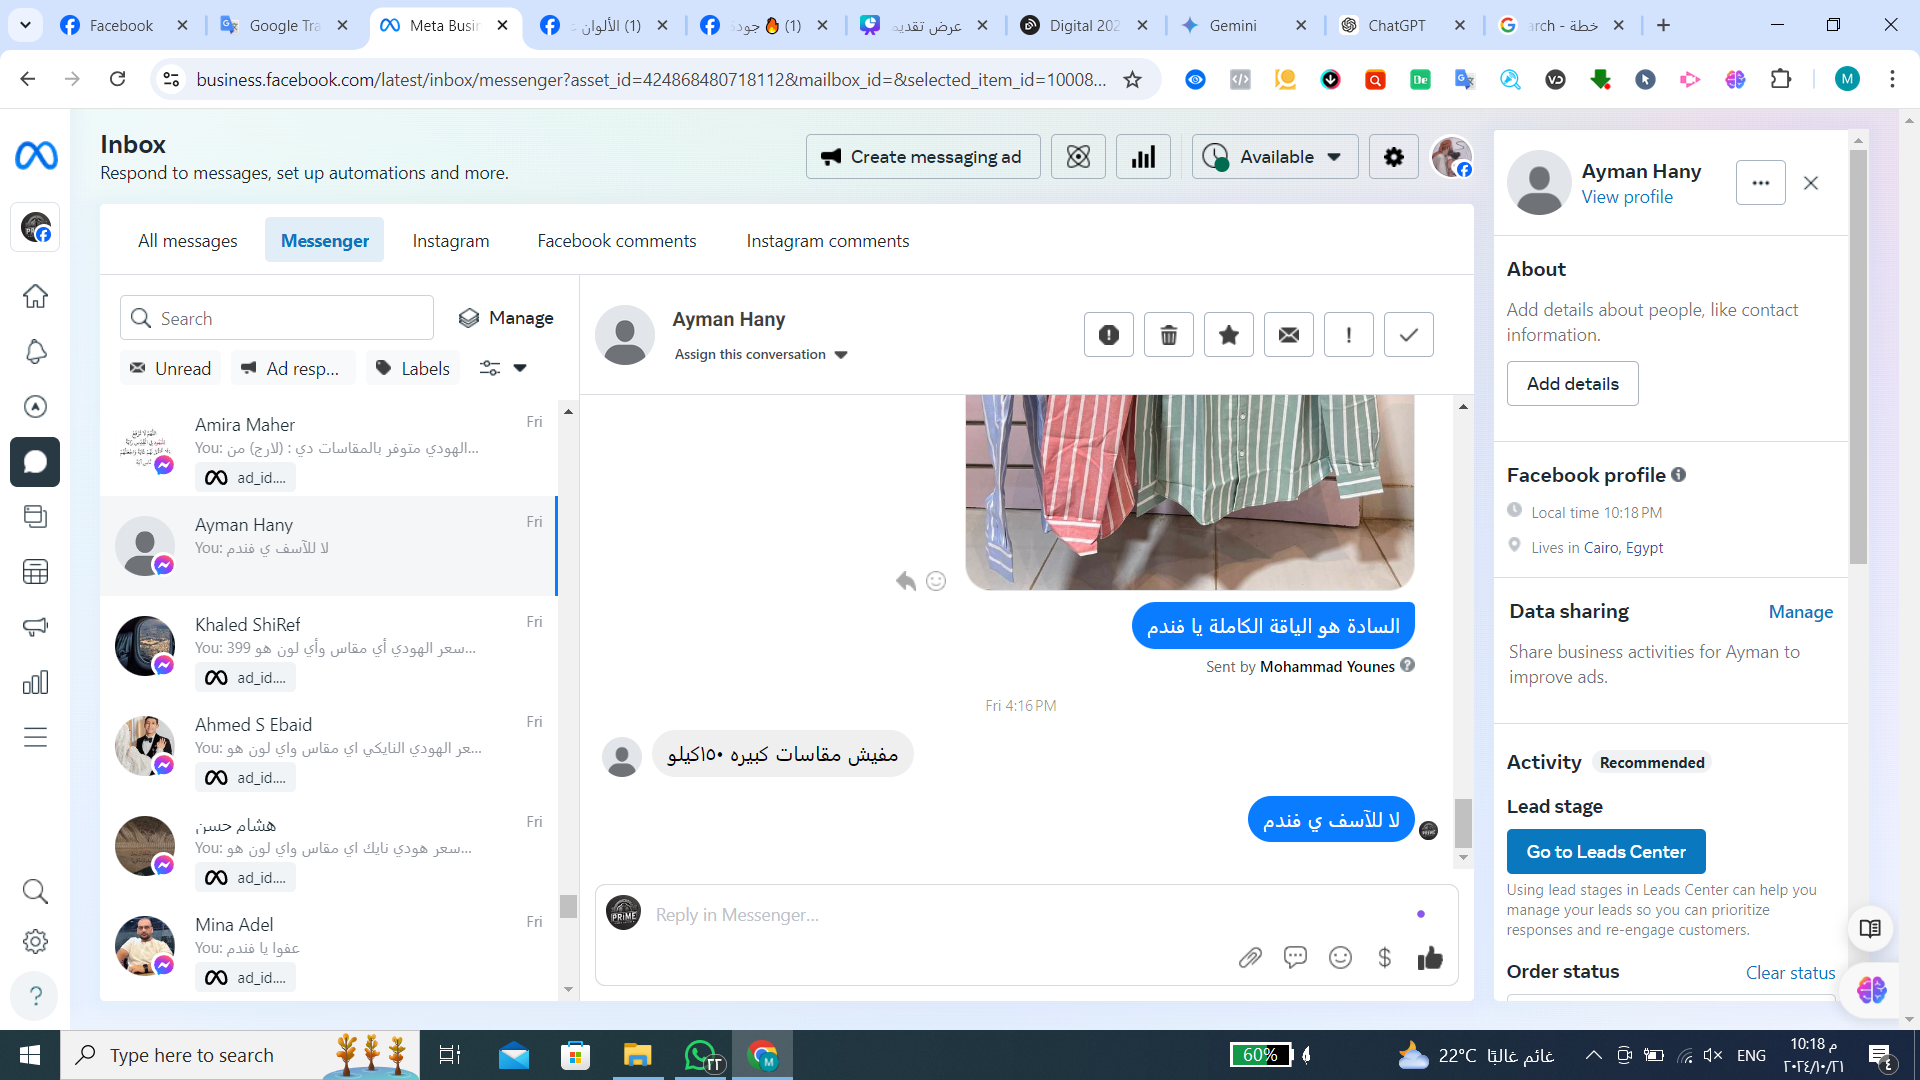 Facebook
Google Tra
Meta Busin
(1) الألوان
(1) 🔥 جودة
عرض تقديم
Digital 202
Gemini
ChatGPT
خطة - arch
business.facebook.com/latest/inbox/messenger?asset_id=424868480718112&mailbox_id=&selected_item_id=10008...
M
Inbox
Respond to messages, set up automations and more.
Create messaging ad
Available
All messages
Messenger
Instagram
Facebook comments
Instagram comments
Search
Manage
Unread
Ad resp...
Labels
Amira Maher
Fri
You: الهودي متوفر بالمقاسات دي : (لارج) من...
ad_id....
Ayman Hany
Fri
You: لا للآسف ي فندم
Khaled ShiRef
Fri
You: سعر الهودي أي مقاس وأي لون هو 399...
ad_id....
Ahmed S Ebaid
Fri
You: عر الهودي النايكي اي مقاس واي لون هو...
ad_id....
هشام حسن
Fri
You: سعر هودي نايك اي مقاس واي لون هو...
ad_id....
Mina Adel
Fri
You: عفوا يا فندم
ad_id....
Ayman Hany
Assign this conversation
السادة هو الياقة الكاملة يا فندم
Sent by Mohammad Younes
Fri 4:16 PM
مفيش مقاسات كبيره ١٥٠كيلو
لا للآسف ي فندم
PRIME
Reply in Messenger...
Ayman Hany
View profile
About
Add details about people, like contact
information.
Add details
Facebook profile
Local time 10:18 PM
Lives in Cairo, Egypt
Data sharing
Manage
Share business activities for Ayman to
improve ads.
Activity
Recommended
Lead stage
Go to Leads Center
Using lead stages in Leads Center can help you
manage your leads so you can prioritize
responses and re-engage customers.
Order status
Clear status
Type here to search
٢٣
60%
22°C غائم غالبًا
ENG
10:18 م
٢٠٢٤/١٠/٢١
٤